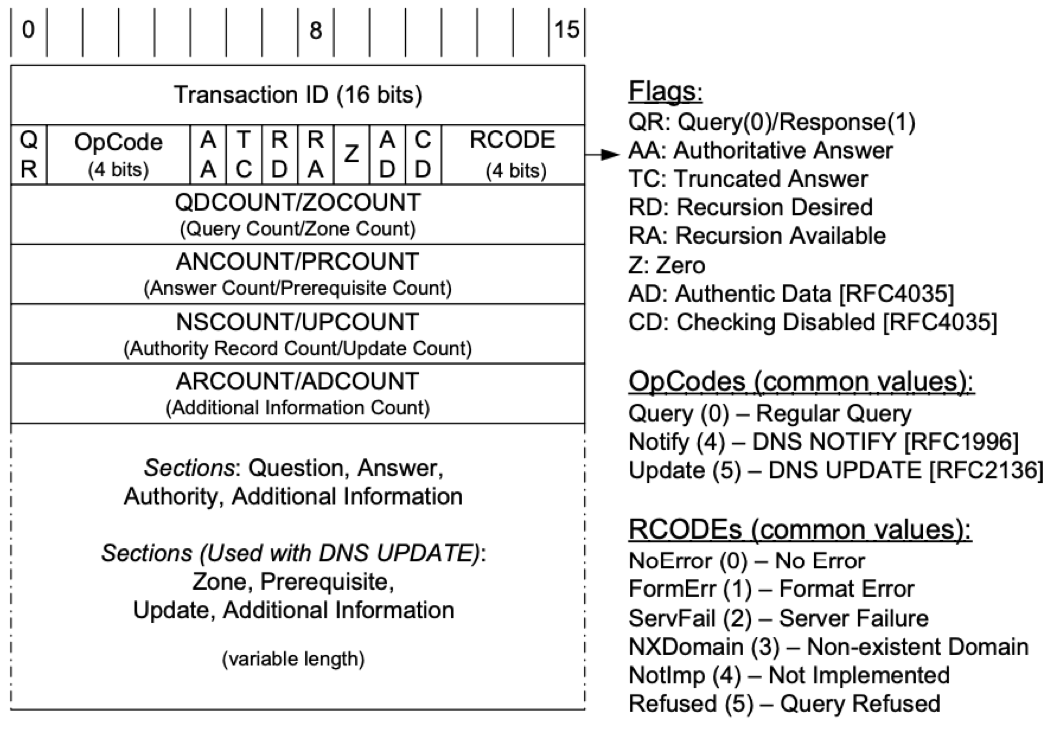 0 8 15
Transaction ID (16 bits)
QR OpCode (4 bits) AA TC RD RA Z AD CD RCODE (4 bits)
QDCOUNT/ZOCOUNT
(Query Count/Zone Count)
ANCOUNT/PRCOUNT
(Answer Count/Prerequisite Count)
NSCOUNT/UPCOUNT
(Authority Record Count/Update Count)
ARCOUNT/ADCOUNT
(Additional Information Count)
Sections: Question, Answer,
Authority, Additional Information
Sections (Used with DNS UPDATE):
Zone, Prerequisite,
Update, Additional Information
(variable length)
Flags:
QR: Query(0)/Response(1)
AA: Authoritative Answer
TC: Truncated Answer
RD: Recursion Desired
RA: Recursion Available
Z: Zero
AD: Authentic Data [RFC4035]
CD: Checking Disabled [RFC4035]
OpCodes (common values):
Query (0) – Regular Query
Notify (4) – DNS NOTIFY [RFC1996]
Update (5) – DNS UPDATE [RFC2136]
RCODEs (common values):
NoError (0) – No Error
FormErr (1) – Format Error
ServFail (2) – Server Failure
NXDomain (3) – Non-existent Domain
NotImp (4) – Not Implemented
Refused (5) – Query Refused